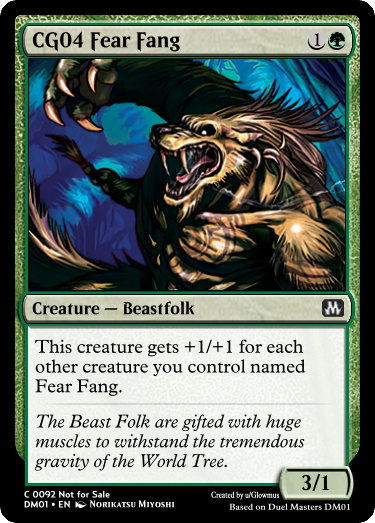 CG04 Fear Fang 1
Creature — Beastfolk M
This creature gets +1/+1 for each
other creature you control named
Fear Fang.
The Beast Folk are gifted with huge
muscles to withstand the tremendous
gravity of the World Tree.
3/1
C 0092 Not for Sale
DM01 • EN Norikatsu Miyoshi
Created by u/Glowmus
Based on Duel Masters DM01